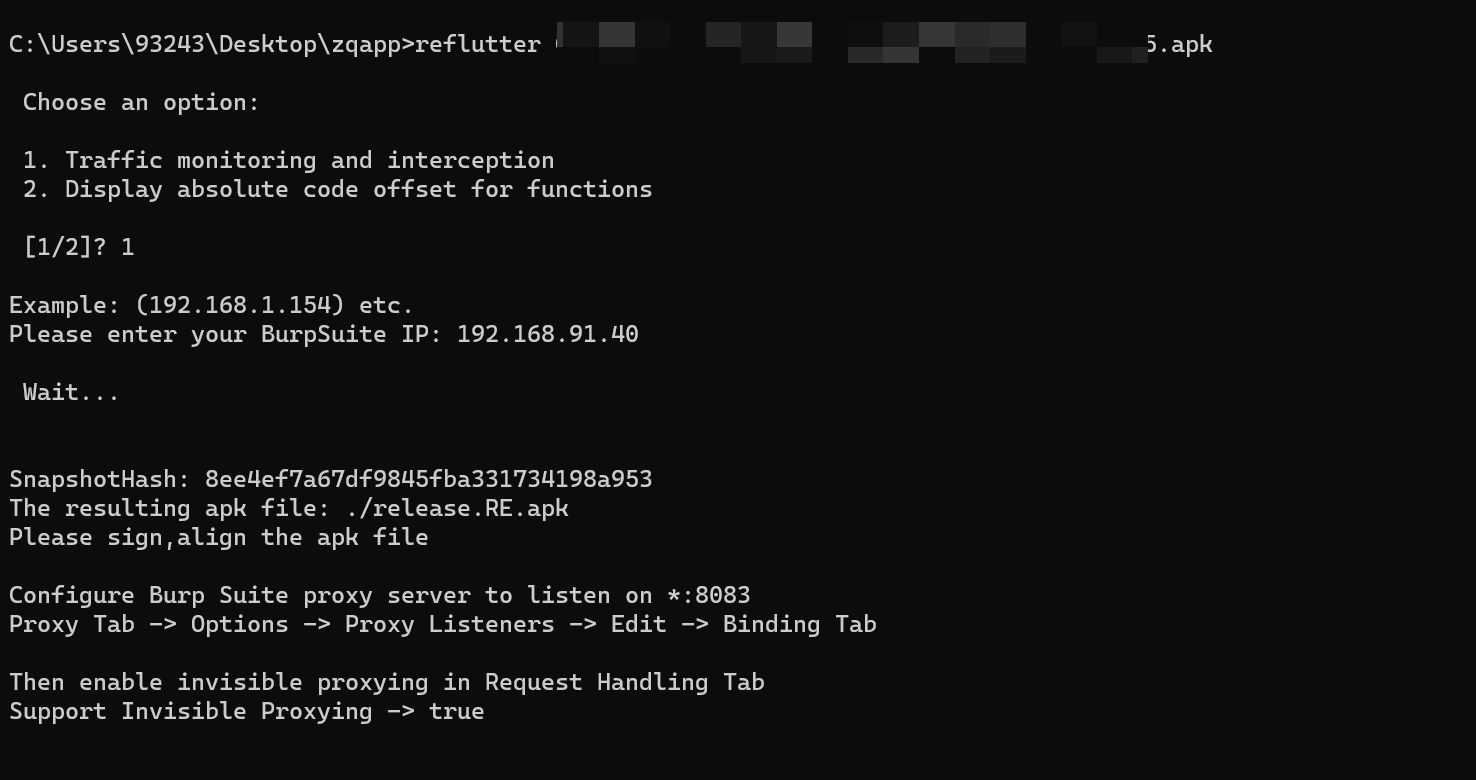 C:\Users\93243\Desktop\zqapp>reflutter 5.apk
Choose an option:
1. Traffic monitoring and interception
2. Display absolute code offset for functions
[1/2]? 1
Example: (192.168.1.154) etc.
Please enter your BurpSuite IP: 192.168.91.40
Wait...
SnapshotHash: 8ee4ef7a67df9845fba331734198a953
The resulting apk file: ./release.RE.apk
Please sign,align the apk file
Configure Burp Suite proxy server to listen on *:8083
Proxy Tab -> Options -> Proxy Listeners -> Edit -> Binding Tab
Then enable invisible proxying in Request Handling Tab
Support Invisible Proxying -> true